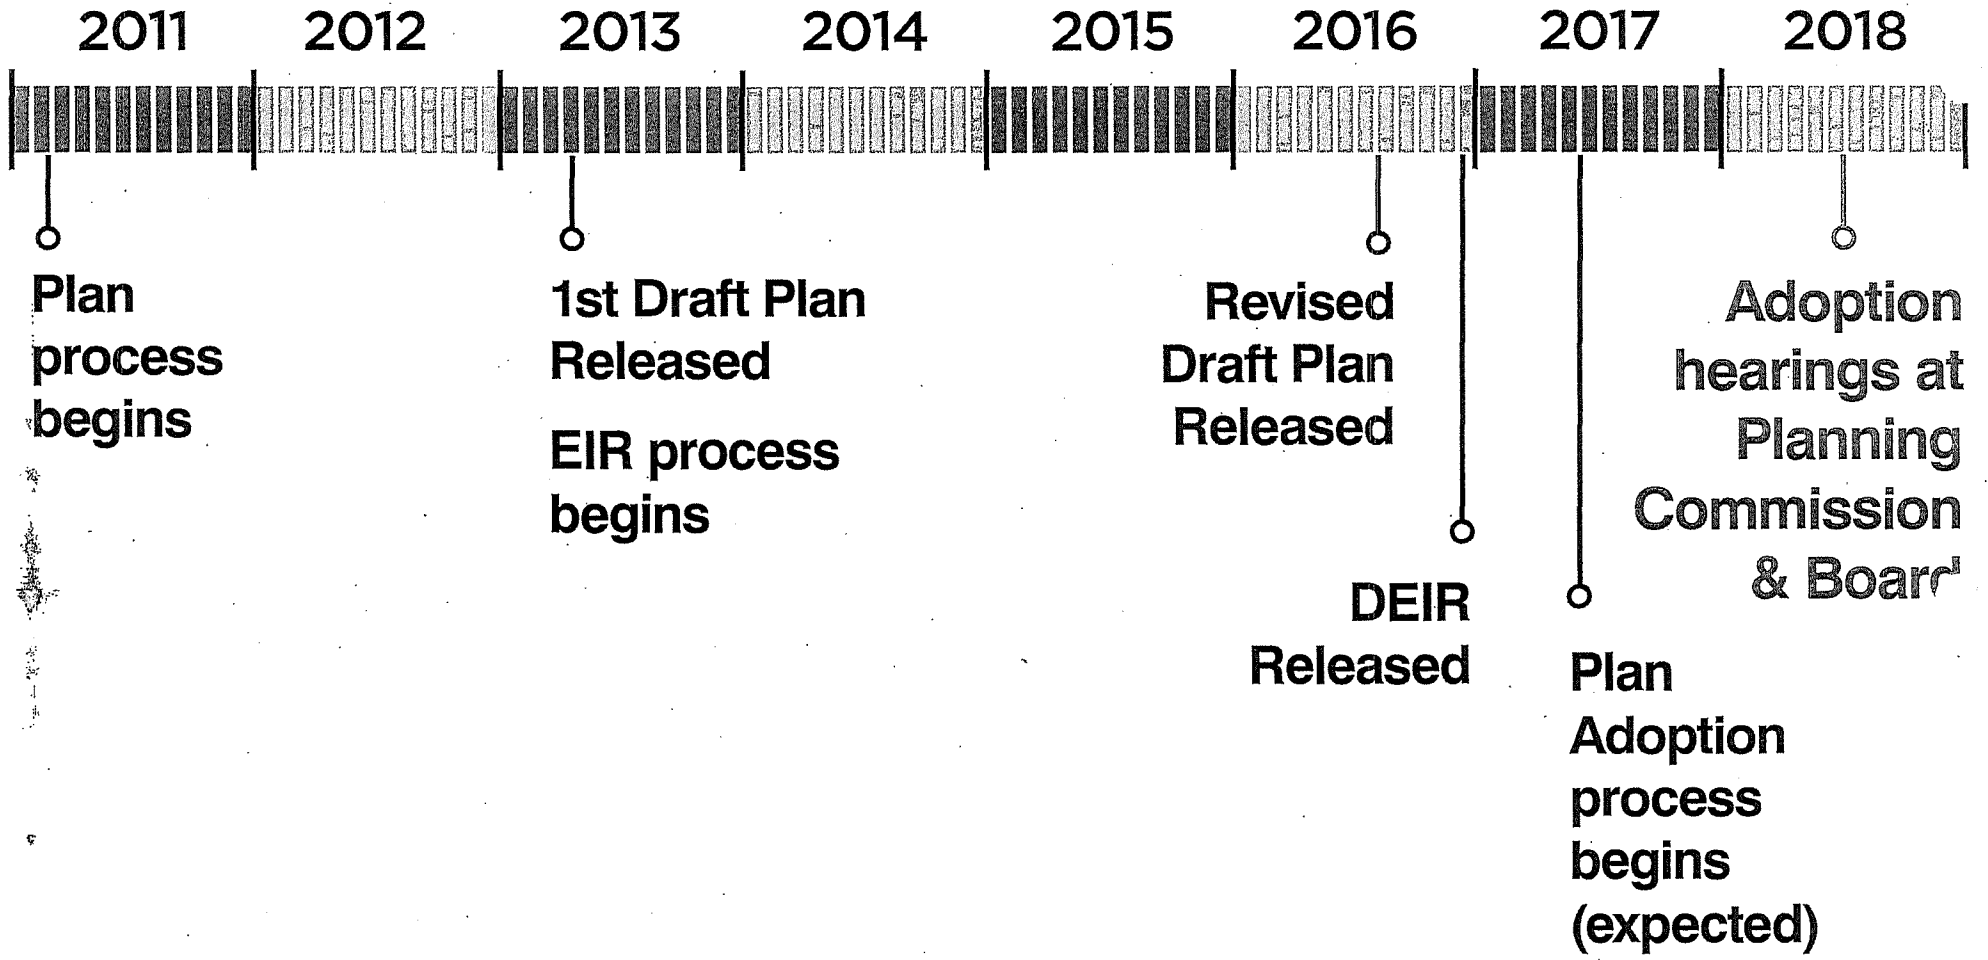 2011 2012 2013 2014 2015 2016 2017 2018
Plan
process
begins
1st Draft Plan
Released
EIR process
begins
Revised
Draft Plan
Released
DEIR
Released
Plan
Adoption
process
begins
(expected)
Adoption
hearings at
Planning
Commission
& Board